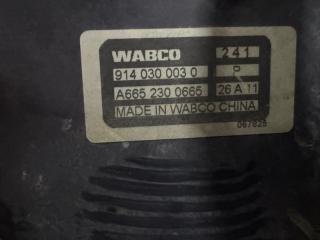 WABCO 241
914 030 003 0 P
A665 230 0665 26 A 11
MADE IN WABCO CHINA
067825